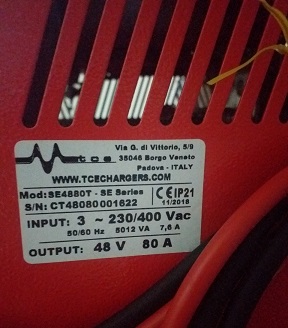 tce
Via G. di Vittorio, 5/9
35046 Borgo Veneto
Padova - ITALY
WWW.TCECHARGERS.COM
Mod: SE4880T - SE Series
S/N: CT48080001622
CE IP21
11/2018
INPUT: 3 ~ 230/400 Vac
50/60 Hz 5012 VA 7,6 A
OUTPUT: 48 V 80 A